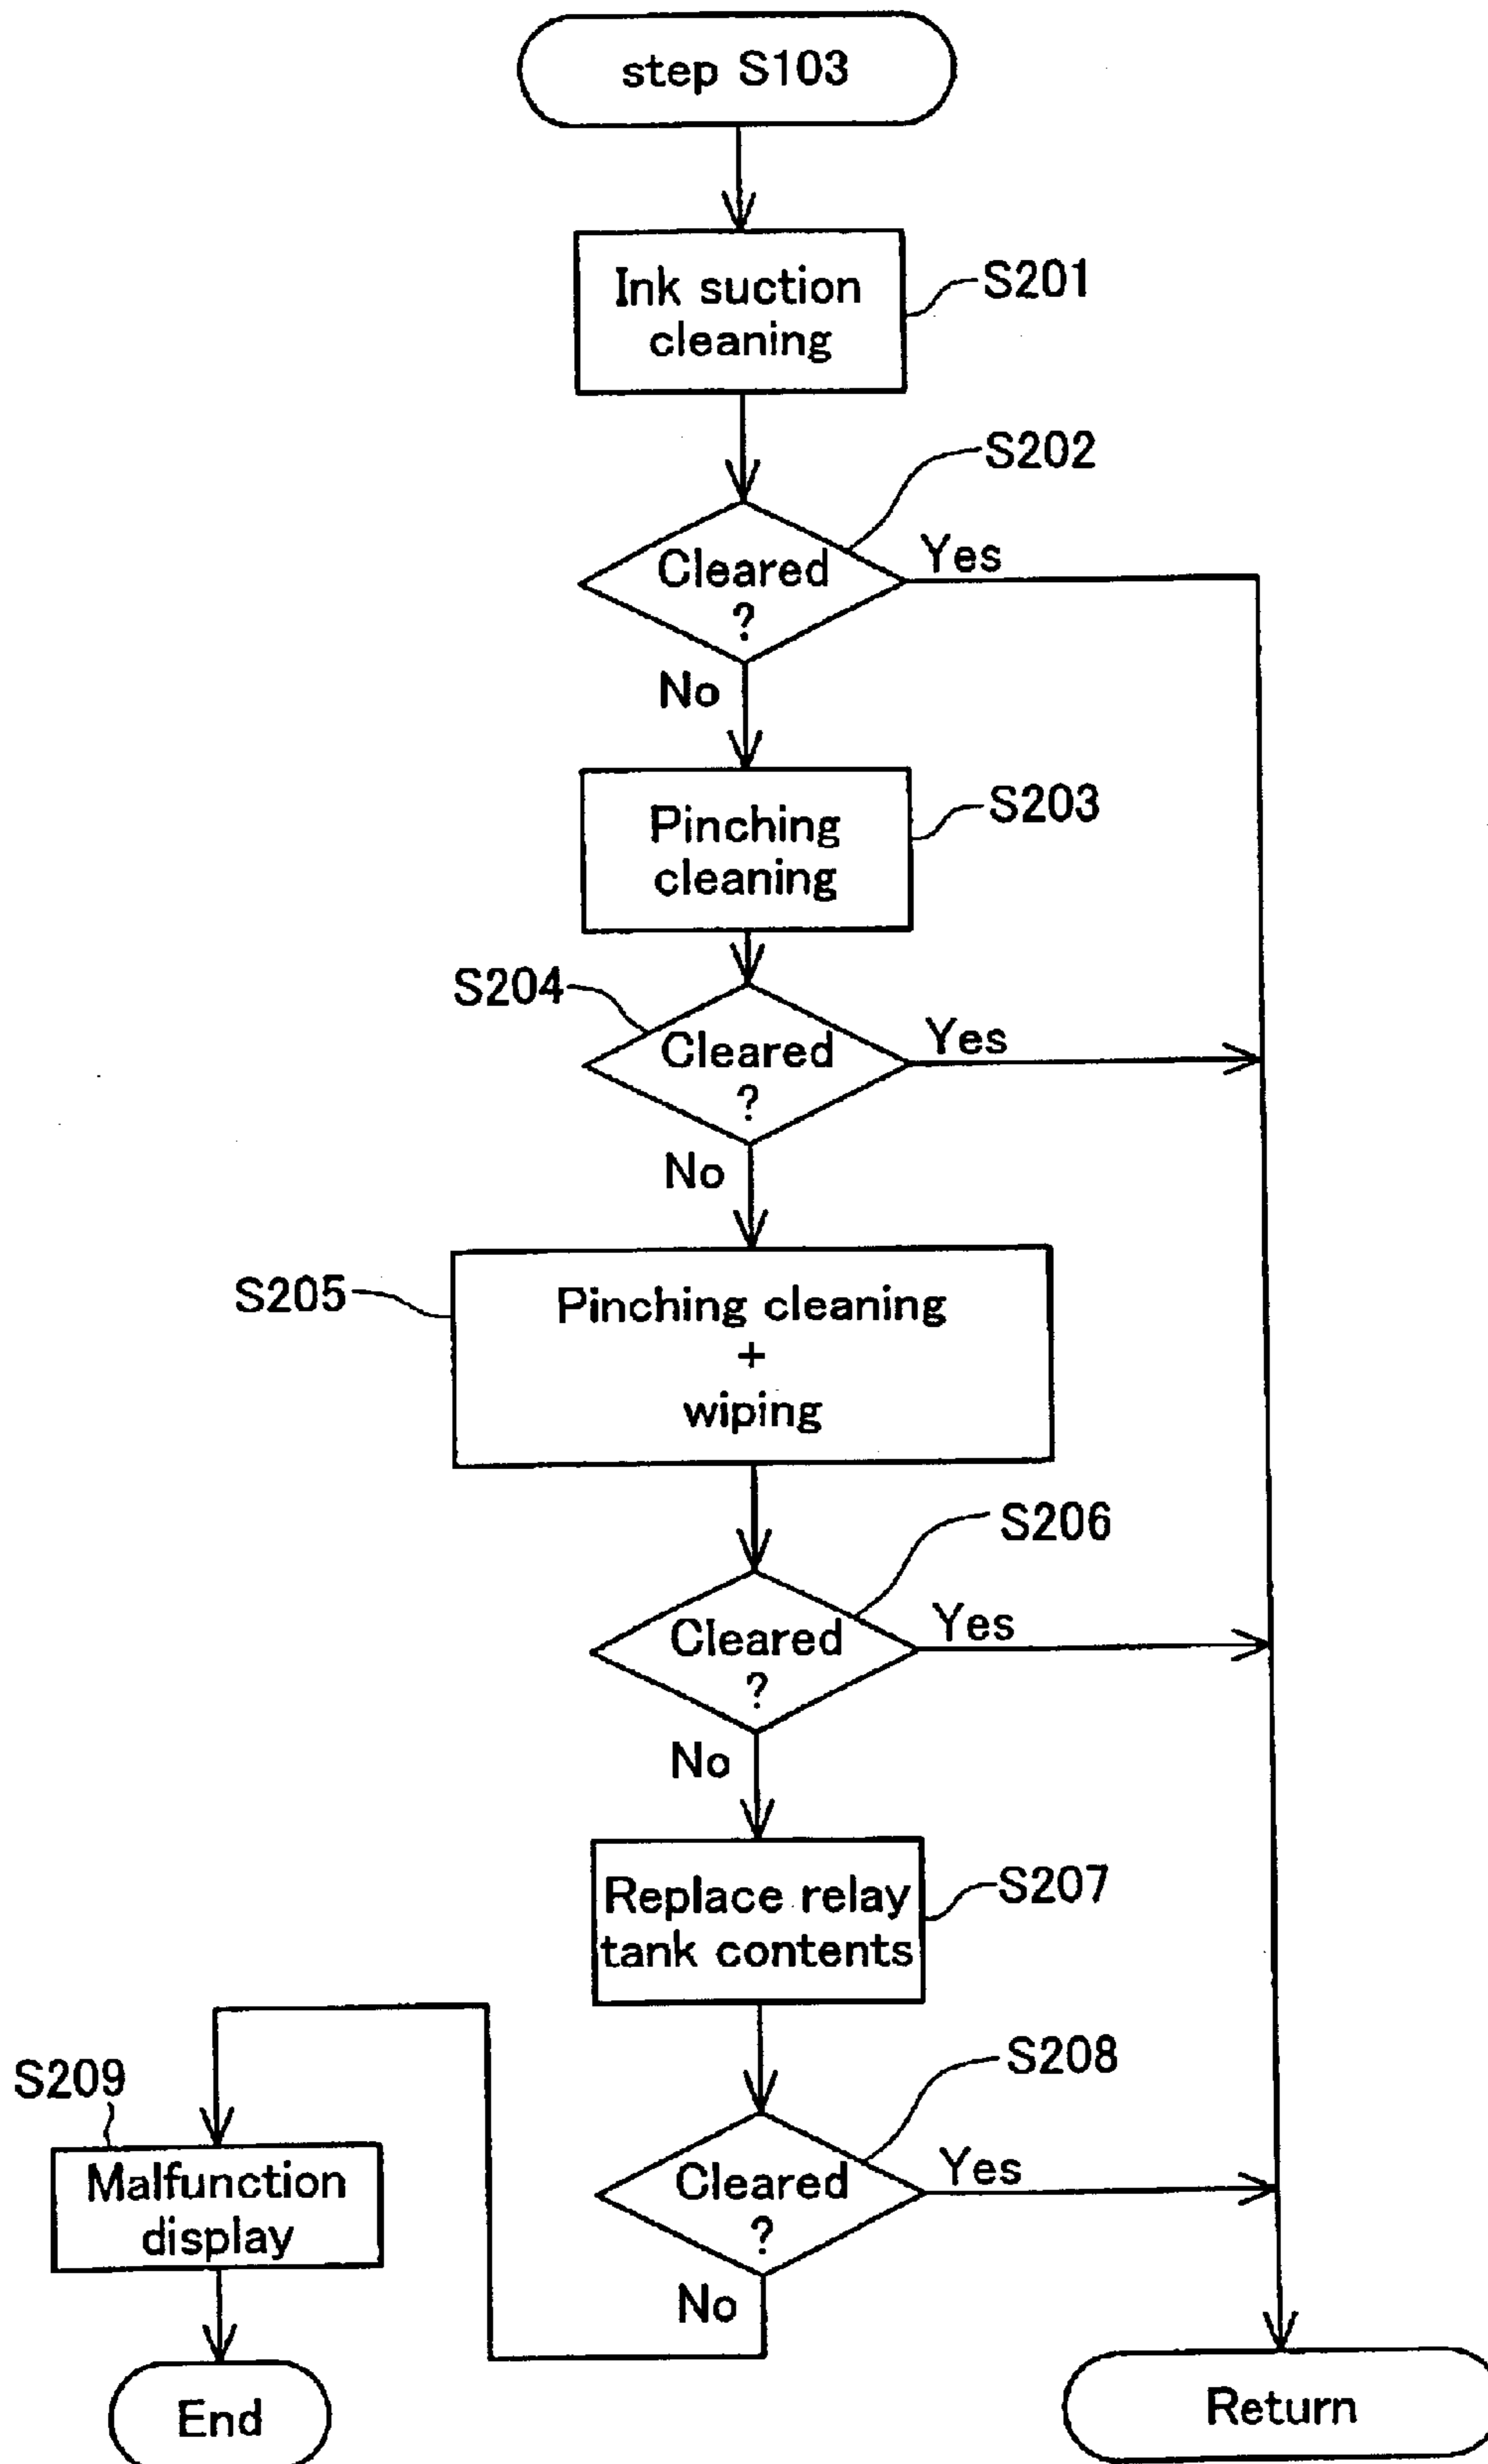 step S103
Ink suction
cleaning
S201
S202
Cleared
?
Yes
No
Pinching
cleaning
S203
S204
Cleared
?
Yes
No
S205
Pinching cleaning
+
wiping
S206
Cleared
?
Yes
No
Replace relay
tank contents
S207
S208
Cleared
?
Yes
No
S209
Malfunction
display
End
Return